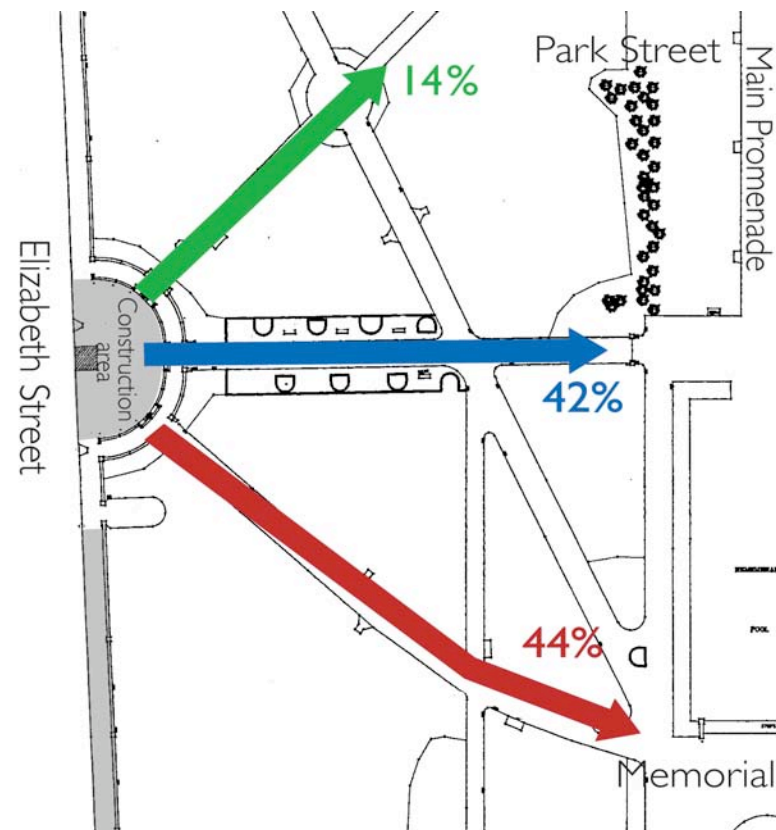 14%
Park Street
Main Promenade
Elizabeth Street
Construction
area
42%
44%
POOL
Memorial